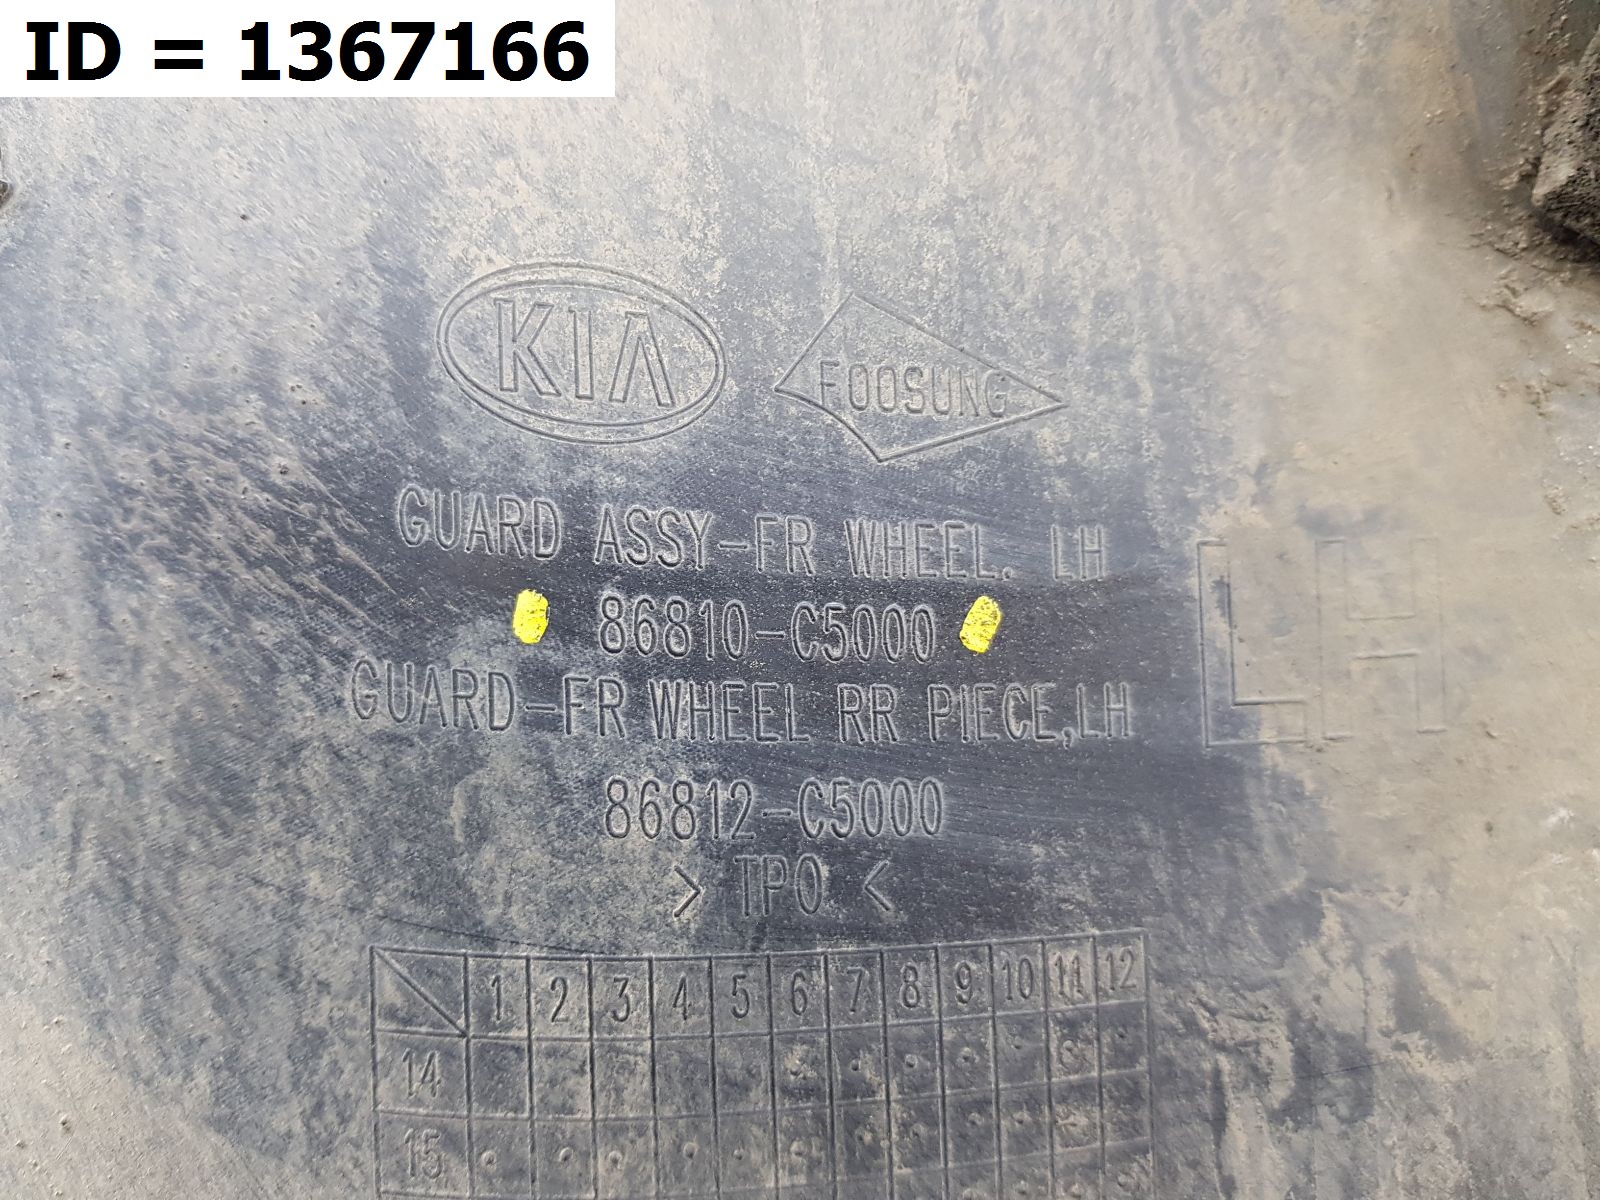 ID = 1367166
KIA
FOOSUNG
GUARD ASSY-FR WHEEL. LH
86810-C5000
GUARD-FR WHEEL RR PIECE,LH
LH
86812-C5000
> TPO <
1 2 3 4 5 6 7 8 9 10 11 12
14
15